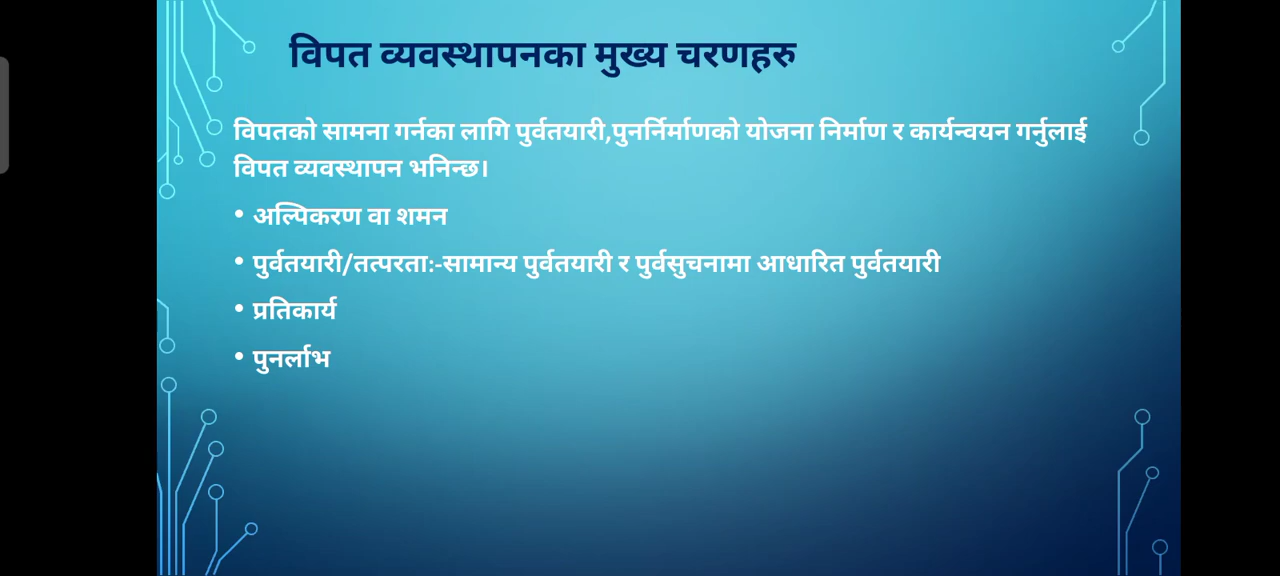 विपत व्यवस्थापनका मुख्य चरणहरु
विपतको सामना गर्नका लागि पुर्वतयारी,पुनर्निर्माणको योजना निर्माण र कार्यन्वयन गर्नुलाई
विपत व्यवस्थापन भनिन्छ।
• अल्पिकरण वा शमन
• पुर्वतयारी/तत्परताः-सामान्य पुर्वतयारी र पुर्वसुचनामा आधारित पुर्वतयारी
• प्रतिकार्य
• पुनर्लाभ